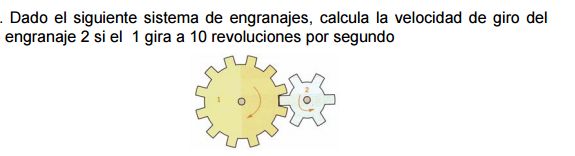 . Dado el siguiente sistema de engranajes, calcula la velocidad de giro del
engranaje 2 si el 1 gira a 10 revoluciones por segundo
2
1